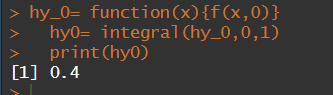 > hy_0= function(x){f(x,0)}
>   hy0= integral(hy_0,0,1)
>   print(hy0)
[1] 0.4
>